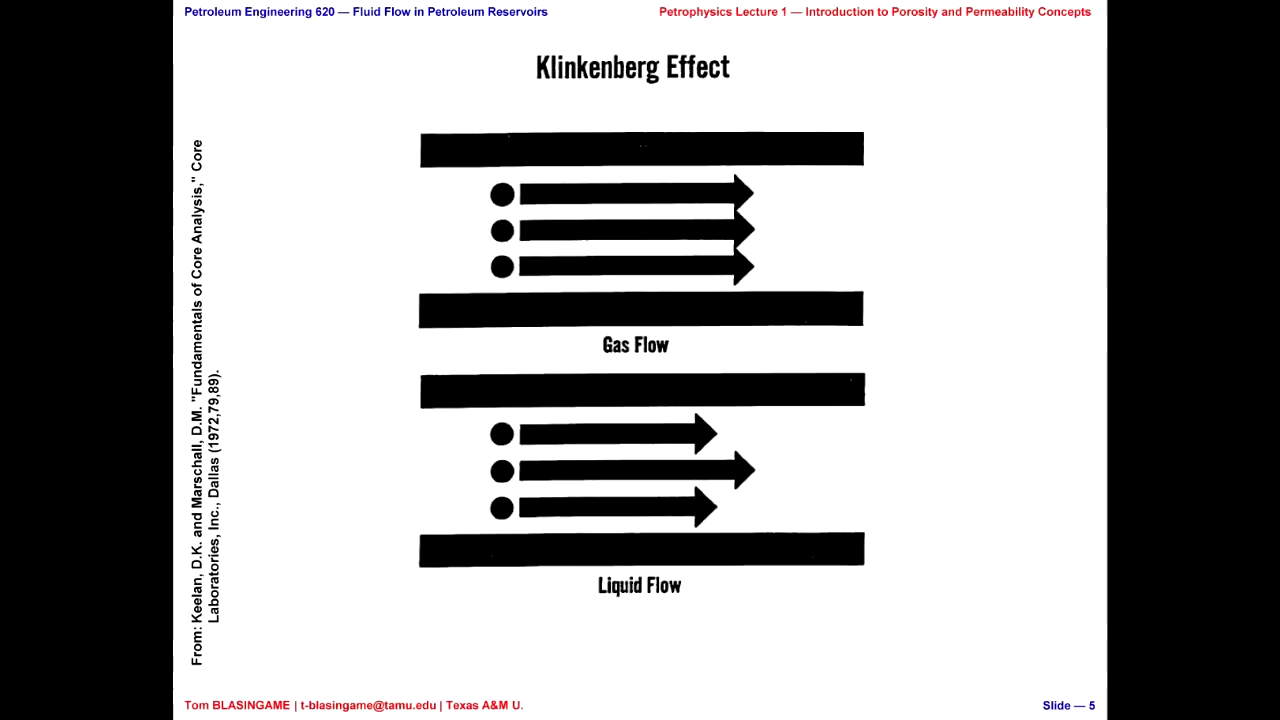 Petroleum Engineering 620 — Fluid Flow in Petroleum Reservoirs
Petrophysics Lecture 1 — Introduction to Porosity and Permeability Concepts
Klinkenberg Effect
From: Keelan, D.K. and Marschall, D.M. "Fundamentals of Core Analysis," Core
Laboratories, Inc., Dallas (1972,79,89).
Gas Flow
Liquid Flow
Tom BLASINGAME | t-blasingame@tamu.edu | Texas A&M U.
Slide — 5